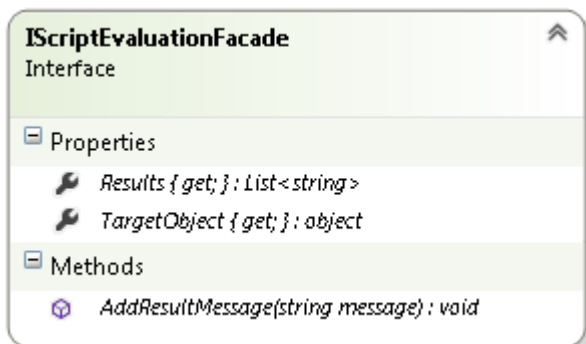 IScriptEvaluationFacade
Interface
Properties
Results { get; } : List<string>
TargetObject { get; } : object
Methods
AddResultMessage(string message) : void